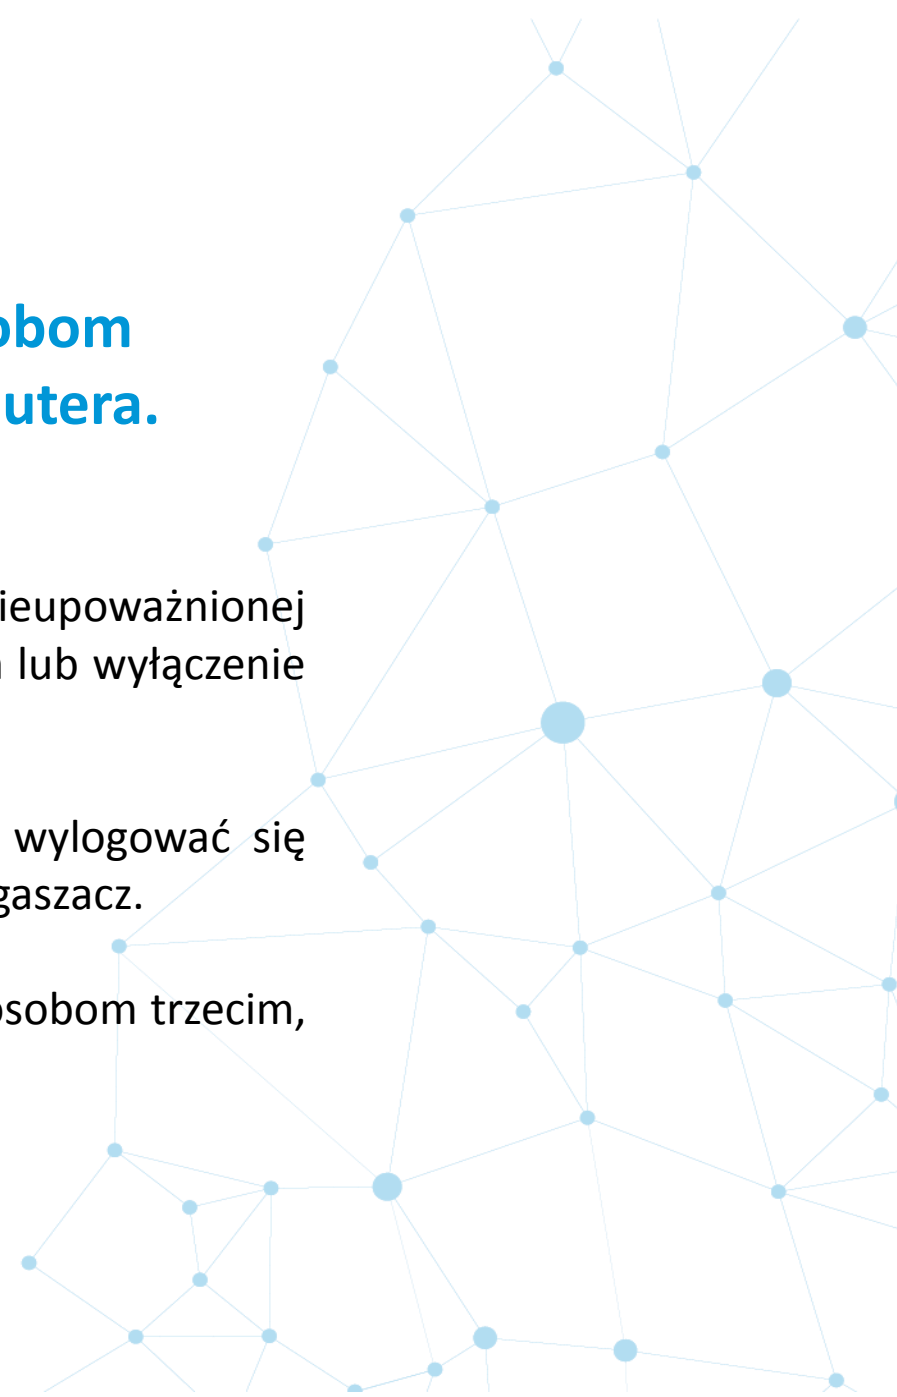 obom
utera.
ieupoważnionej
lub wyłączenie
wylogować się
gaszacz.
osobom trzecim,